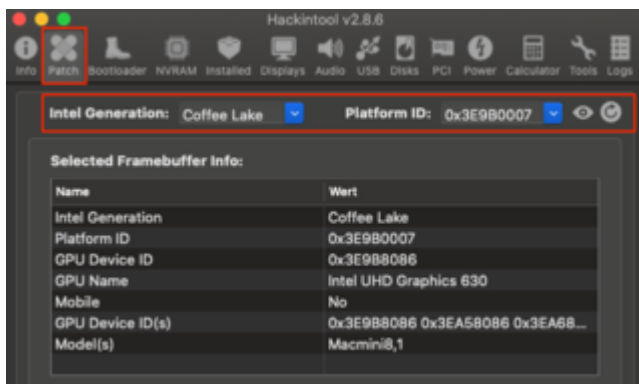 Hackintool v2.8.6
Info Patch Bootloader NVRAM Installed Displays Audio USB Disks PCI Power Calculator Tools Logs
Intel Generation: Coffee Lake Platform ID: 0x3E9B0007
Selected Framebuffer Info:
Name Wert
Intel Generation Coffee Lake
Platform ID 0x3E9B0007
GPU Device ID 0x3E9B8086
GPU Name Intel UHD Graphics 630
Mobile No
GPU Device ID(s) 0x3E9B8086 0x3EA58086 0x3EA68...
Model(s) Macmini8,1